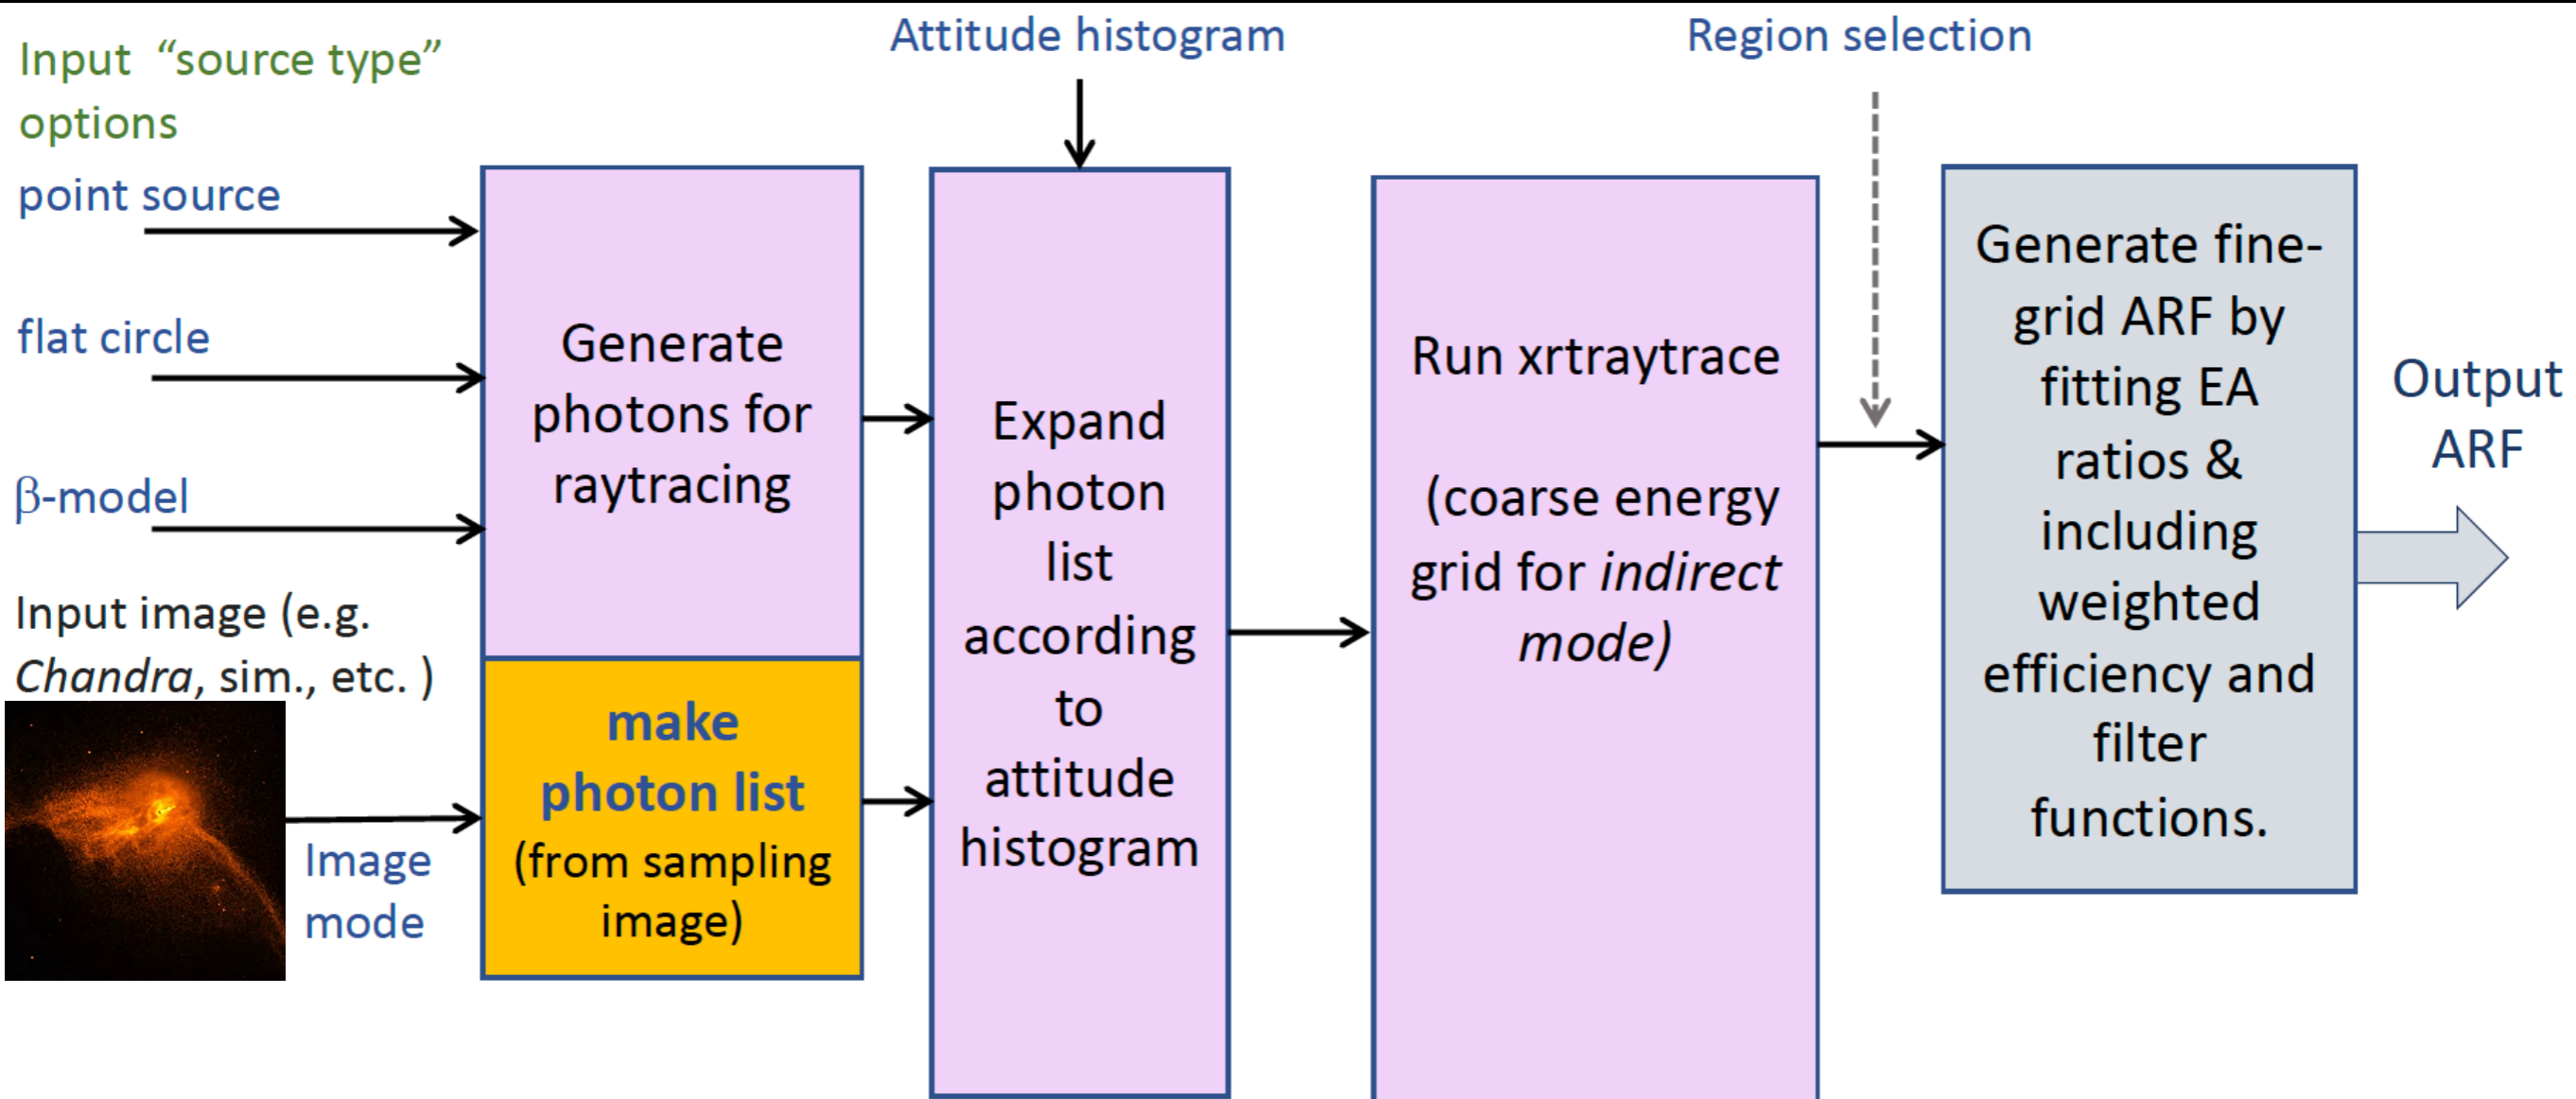 Input “source type”
options
point source
flat circle
β-model
Input image (e.g.
Chandra, sim., etc. )
Image
mode
Generate
photons for
raytracing
make
photon list
(from sampling
image)
Attitude histogram
Expand
photon
list
according
to
attitude
histogram
Run xrtraytrace
(coarse energy
grid for indirect
mode)
Region selection
Generate fine-
grid ARF by
fitting EA
ratios &
including
weighted
efficiency and
filter
functions.
Output
ARF